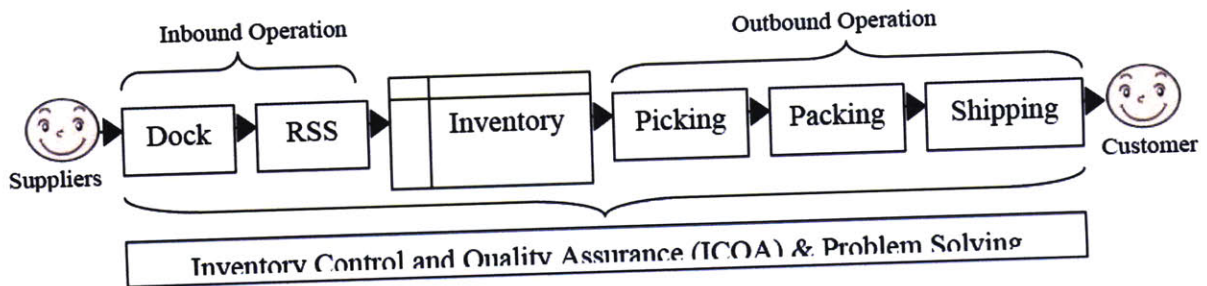 Inbound Operation
Outbound Operation
Dock
RSS
Inventory
Picking
Packing
Shipping
Suppliers
Customer
Inventory Control and Quality Assurance (ICQA) & Problem Solving